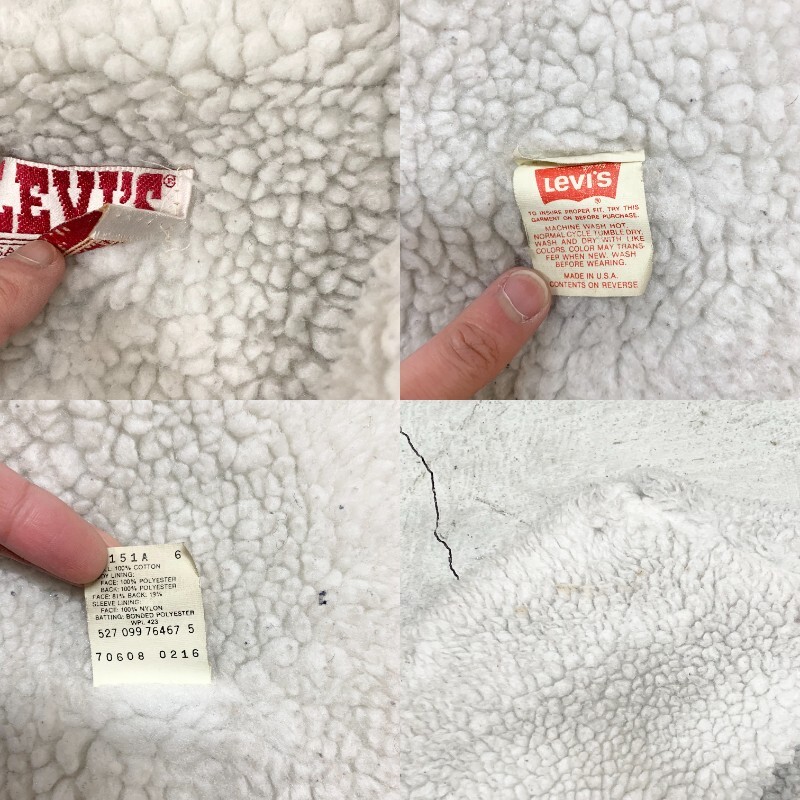 LEVI'S®
LEVI'S
®
TO INSURE PROPER FIT, TRY THIS
GARMENT ON BEFORE PURCHASE.
MACHINE WASH HOT,
NORMAL CYCLE TUMBLE DRY.
WASH AND DRY WITH LIKE
COLORS. COLOR MAY TRANS-
FER WHEN NEW. WASH
BEFORE WEARING.
MADE IN U.S.A.
CONTENTS ON REVERSE
151A 6
100% COTTON
LINING:
FACE: 100% POLYESTER
BACK: 100% POLYESTER
FACE: 81% BACK: 19%
SLEEVE LINING:
FACE: 100% NYLON
BATTING: BONDED POLYESTER
WPL 423
527 099 76467 5
70608 0216